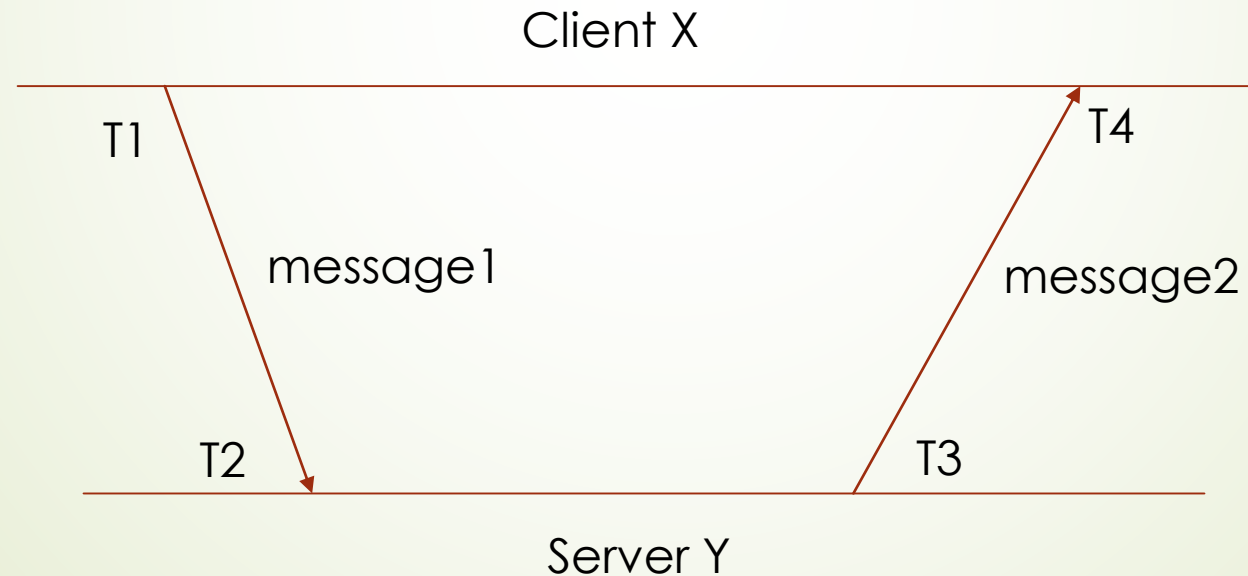 Client X
T1
T4
message1
message2
T2
T3
Server Y